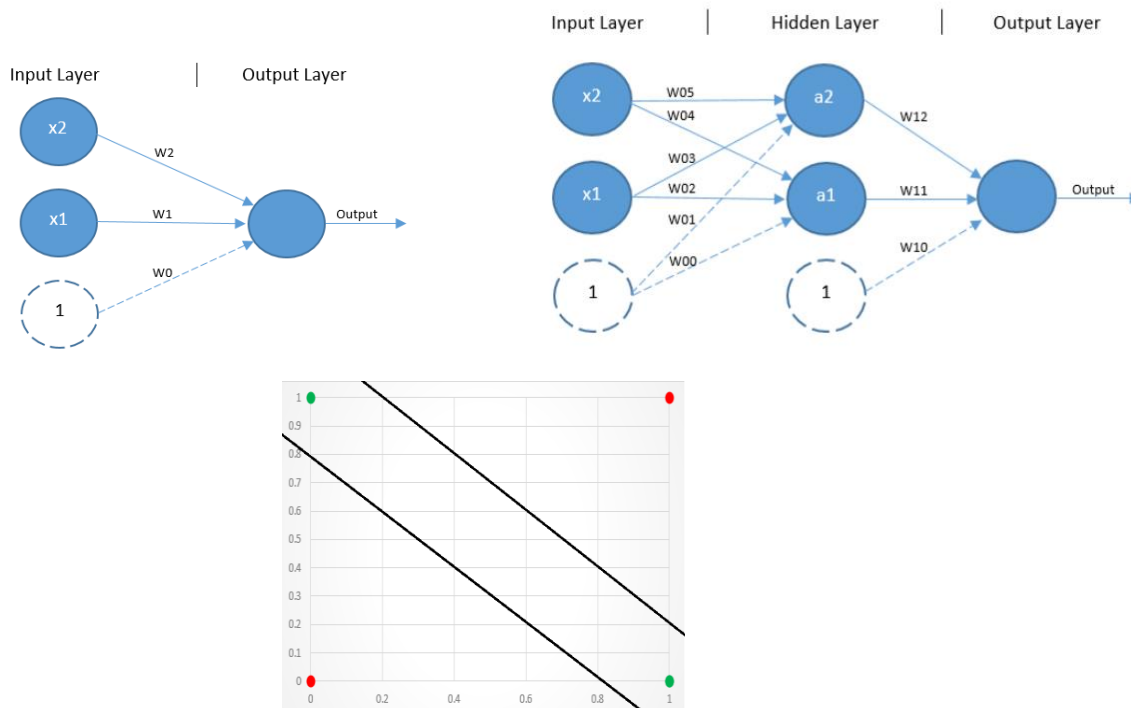 Input Layer | Output Layer
x2
W2
x1
W1
Output
W0
1
Input Layer | Hidden Layer | Output Layer
x2
W05
a2
W04
W12
W03
x1
W02
a1
W11
Output
W01
W00
W10
1
1
1
0.9
0.8
0.7
0.6
0.5
0.4
0.3
0.2
0.1
0
0 0.2 0.4 0.6 0.8 1